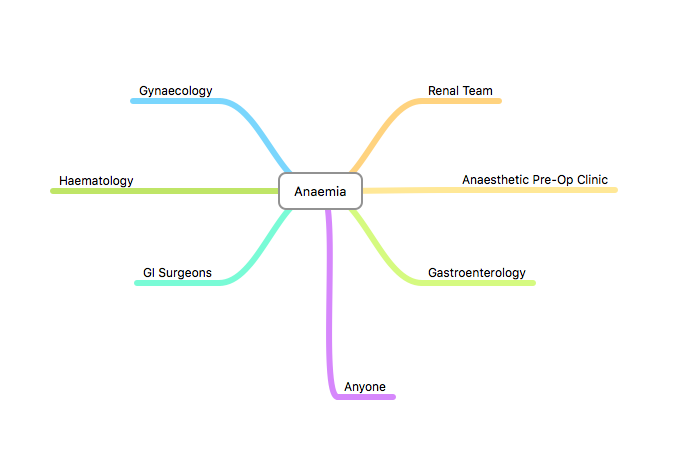 Gynaecology
Renal Team
Haematology
Anaemia
Anaesthetic Pre-Op Clinic
GI Surgeons
Gastroenterology
Anyone